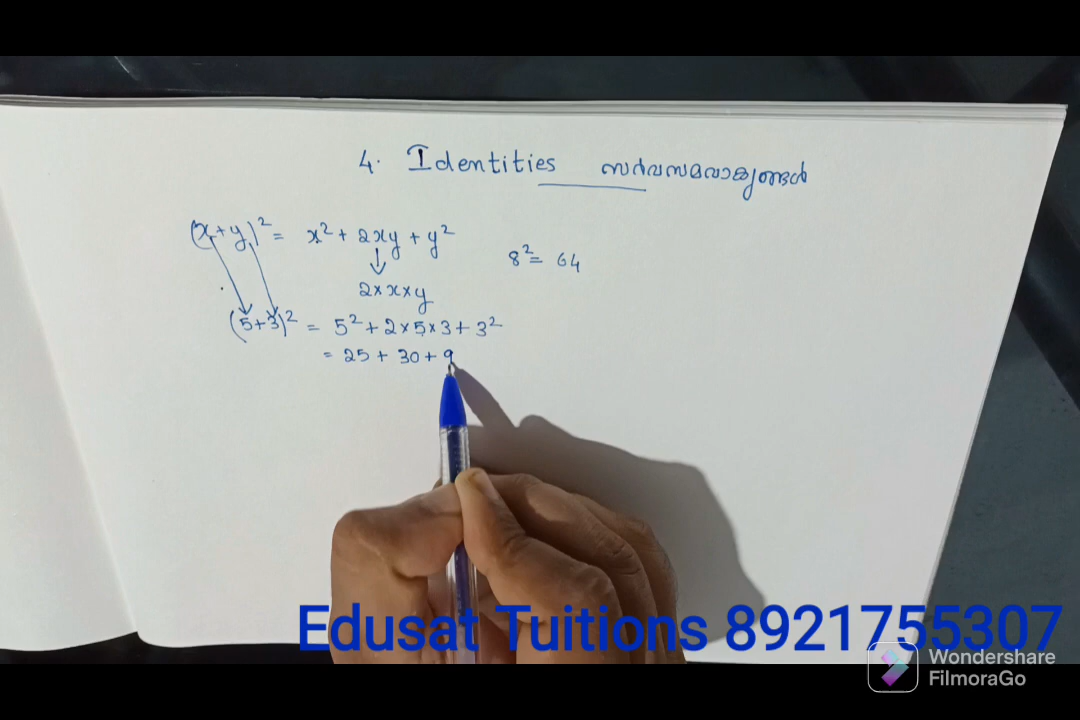 4. Identities സർവസമവാക്യങ്ങൾ
(x+y)² = x² + 2xy + y²
8² = 64
↓
2×x×y
(5+3)² = 5² + 2×5×3 + 3²
= 25 + 30 + 9
Edusat Tuitions 8921755307
Wondershare
FilmoraGo